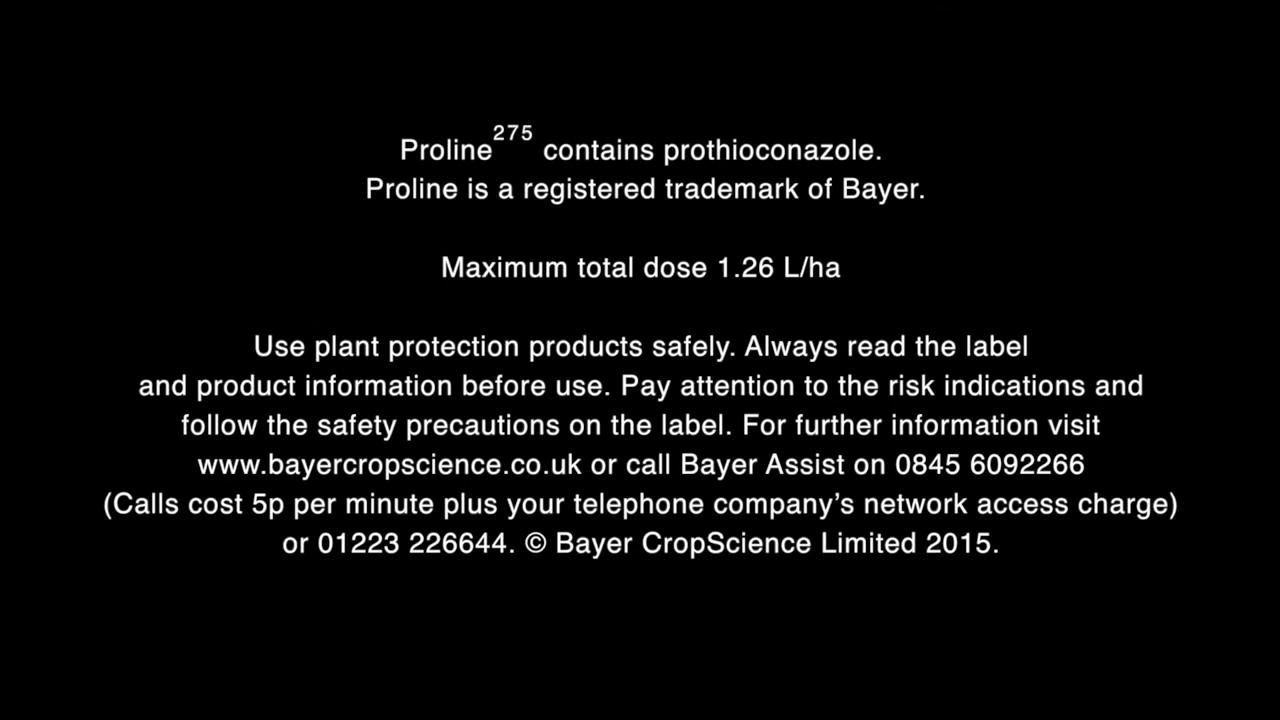 Proline²⁷⁵ contains prothioconazole.
Proline is a registered trademark of Bayer.
Maximum total dose 1.26 L/ha
Use plant protection products safely. Always read the label
and product information before use. Pay attention to the risk indications and
follow the safety precautions on the label. For further information visit
www.bayercropscience.co.uk or call Bayer Assist on 0845 6092266
(Calls cost 5p per minute plus your telephone company’s network access charge)
or 01223 226644. © Bayer CropScience Limited 2015.